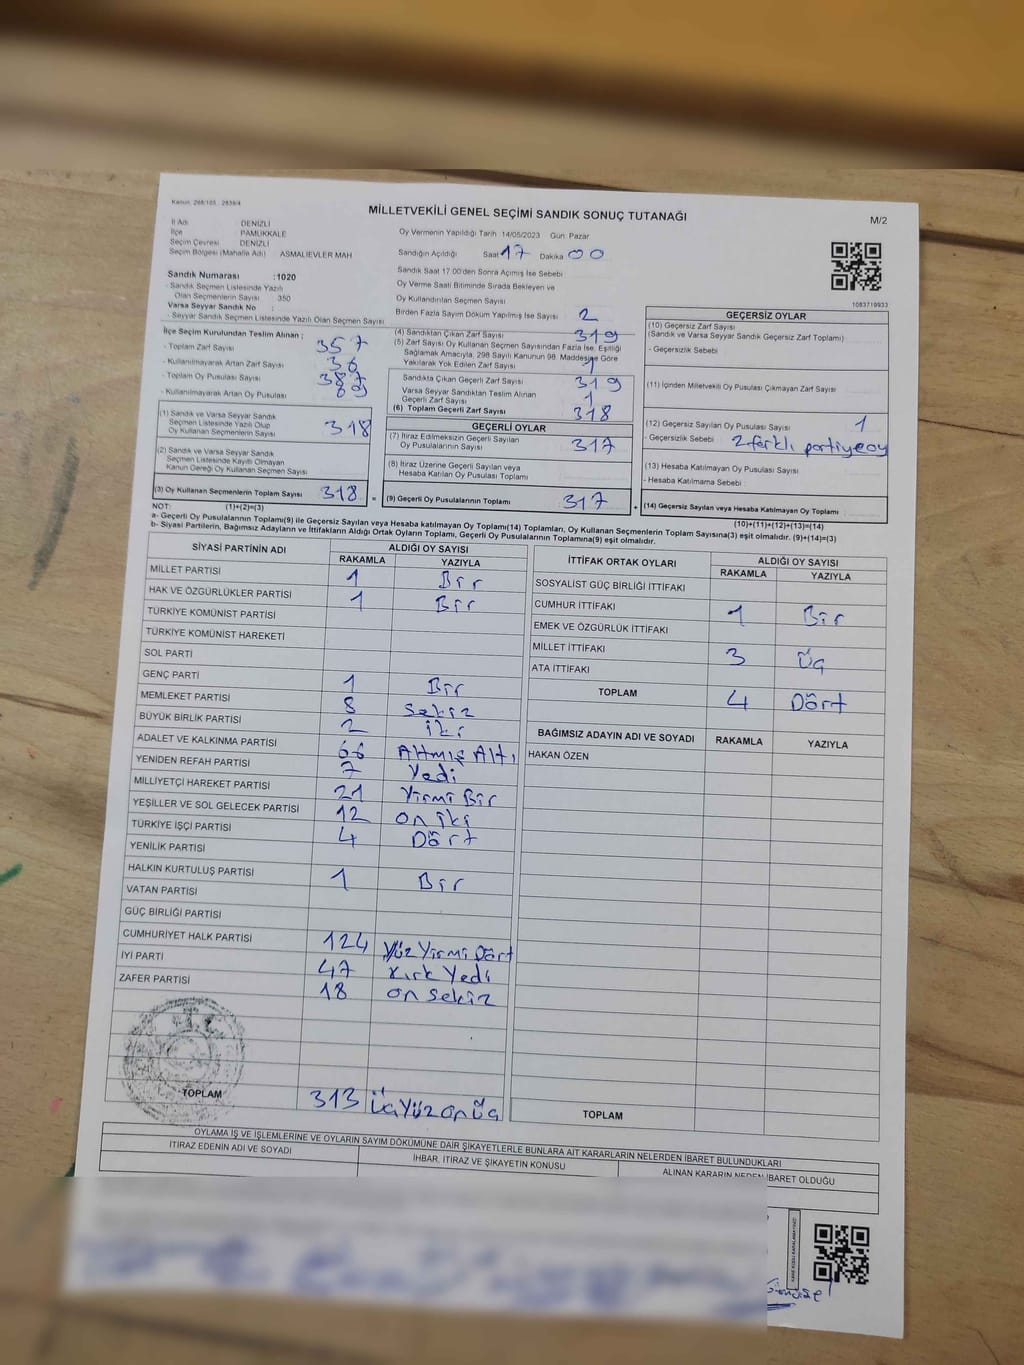 Kanun, 298/105 , 2839/4
MİLLETVEKİLİ GENEL SEÇİMİ SANDIK SONUÇ TUTANAĞI
M/2
İl Adı DENİZLİ
İlçe PAMUKKALE
Seçim Çevresi DENİZLİ
Seçim Bölgesi (Mahalle Adı) ASMALIEVLER MAH
Sandık Numarası :1020
- Sandık Seçmen Listesinde Yazılı
Olan Seçmenlerin Sayısı 350
Varsa Seyyar Sandık No :
- Seyyar Sandık Seçmen Listesinde Yazılı Olan Seçmen Sayısı
Oy Vermenin Yapıldığı Tarih 14/05/2023 Gün Pazar
Sandığın Açıldığı Saat 17 Dakika 00
Sandık Saat 17:00'den Sonra Açımış İse Sebebi
Oy Verme Saati Bitiminde Sırada Bekleyen ve
Oy Kullandırılan Seçmen Sayısı
Birden Fazla Sayım Döküm Yapılmış İse Sayısı 2
1083719933
İlçe Seçim Kurulundan Teslim Alınan :
- Toplam Zarf Sayısı 357
- Kullanılmayarak Artan Zarf Sayısı 36
- Toplam Oy Pusulası Sayısı 387
- Kullanılmayarak Artan Oy Pusulası 69
(1) Sandık ve Varsa Seyyar Sandık
Seçmen Listesinde Yazılı Olup
Oy Kullanan Seçmenlerin Sayısı 318
(2) Sandık ve Varsa Seyyar Sandık
Seçmen Listesinde Kayıtlı Olmayan
Kanun Gereği Oy Kullanan Seçmen Sayısı
(3) Oy Kullanan Seçmenlerin Toplam Sayısı 318 =
(4) Sandıktan Çıkan Zarf Sayısı 319
(5) Zarf Sayısı Oy Kullanan Seçmen Sayısından Fazla İse, Eşitliği
Sağlamak Amacıyla, 298 Sayılı Kanunun 98. Maddesine Göre
Yakılarak Yok Edilen Zarf Sayısı 1
Sandıkta Çıkan Geçerli Zarf Sayısı 319
Varsa Seyyar Sandıktan Teslim Alınan
Geçerli Zarf Sayısı 1
(6) Toplam Geçerli Zarf Sayısı 318
GEÇERLİ OYLAR
(7) İtiraz Edilmeksizin Geçerli Sayılan
Oy Pusulalarının Sayısı 317
(8) İtiraz Üzerine Geçerli Sayılan veya
Hesaba Katılan Oy Pusulası Toplamı
(9) Geçerli Oy Pusulalarının Toplamı 317 +
GEÇERSİZ OYLAR
(10) Geçersiz Zarf Sayısı
(Sandık ve Varsa Seyyar Sandık Geçersiz Zarf Toplamı)
- Geçersizlik Sebebi
(11) İçinden Milletvekili Oy Pusulası Çıkmayan Zarf Sayısı
(12) Geçersiz Sayılan Oy Pusulası Sayısı 1
- Geçersizlik Sebebi 2 farklı partiye oy
(13) Hesaba Katılmayan Oy Pusulası Sayısı
- Hesaba Katılmama Sebebi
(14) Geçersiz Sayılan veya Hesaba Katılmayan Oy Toplamı
(10)+(11)+(12)+(13)=(14)
NOT: (1)+(2)=(3)
a- Geçerli Oy Pusulalarının Toplamı(9) ile Geçersiz Sayılan veya Hesaba katılmayan Oy Toplamı(14) Toplamları, Oy Kullanan Seçmenlerin Toplam Sayısına(3) eşit olmalıdır. (9)+(14)=(3)
b- Siyasi Partilerin, Bağımsız Adayların ve İttifakların Aldığı Ortak Oyların Toplamı, Geçerli Oy Pusulalarının Toplamına(9) eşit olmalıdır.
SİYASİ PARTİNİN ADI ALDIĞI OY SAYISI
RAKAMLA YAZIYLA
MİLLET PARTİSİ 1 Bir
HAK VE ÖZGÜRLÜKLER PARTİSİ 1 Bir
TÜRKİYE KOMÜNİST PARTİSİ
TÜRKİYE KOMÜNİST HAREKETİ
SOL PARTİ
GENÇ PARTİ 1 Bir
MEMLEKET PARTİSİ 8 Sekiz
BÜYÜK BİRLİK PARTİSİ 2 iki
ADALET VE KALKINMA PARTİSİ 66 Altmış Altı
YENİDEN REFAH PARTİSİ 7 Yedi
MİLLİYETÇİ HAREKET PARTİSİ 21 Yirmi Bir
YEŞİLLER VE SOL GELECEK PARTİSİ 12 on iki
TÜRKİYE İŞÇİ PARTİSİ 4 Dört
YENİLİK PARTİSİ
HALKIN KURTULUŞ PARTİSİ 1 Bir
VATAN PARTİSİ
GÜÇ BİRLİĞİ PARTİSİ
CUMHURİYET HALK PARTİSİ 124 Yüz Yirmi Dört
İYİ PARTİ 47 Kırk Yedi
ZAFER PARTİSİ 18 on sekiz
TOPLAM 313 üçYüz on üç
İTTİFAK ORTAK OYLARI ALDIĞI OY SAYISI
RAKAMLA YAZIYLA
SOSYALİST GÜÇ BİRLİĞİ İTTİFAKI
CUMHUR İTTİFAKI 1 Bir
EMEK VE ÖZGÜRLÜK İTTİFAKI
MİLLET İTTİFAKI 3 üç
ATA İTTİFAKI
TOPLAM 4 Dört
BAĞIMSIZ ADAYIN ADI VE SOYADI RAKAMLA YAZIYLA
HAKAN ÖZEN
TOPLAM
OYLAMA İŞ VE İŞLEMLERİNE VE OYLARIN SAYIM DÖKÜMÜNE DAİR ŞİKAYETLERLE BUNLARA AİT KARARLARIN NELERDEN İBARET BULUNDUKLARI
İTİRAZ EDENİN ADI VE SOYADI İHBAR, İTİRAZ VE ŞİKAYETİN KONUSU ALINAN KARARIN NEDEN İBARET OLDUĞU